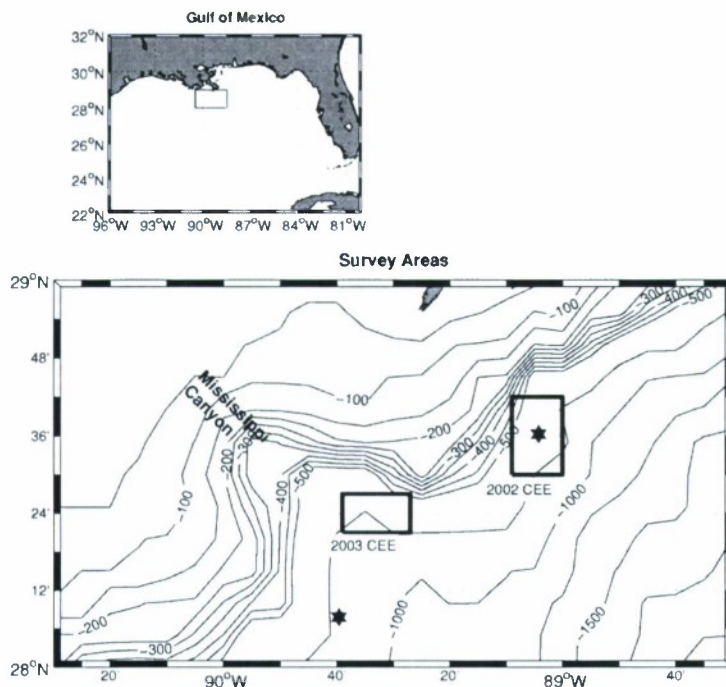 Gulf of Mexico
32°N
30°N
28°N
26°N
24°N
22°N
96°W 93°W 90°W 87°W 84°W 81°W
Survey Areas
29°N
48'
36'
24'
12'
28°N
20' 90°W 40' 20' 89°W 40'
Mississippi
Canyon
2002 CEE
2003 CEE
-100
-300
-400
-500
-100
-200
-300
-400
-500
-30
-200
-400
-500
-100
-1000
-200
-300
-1000
-1500